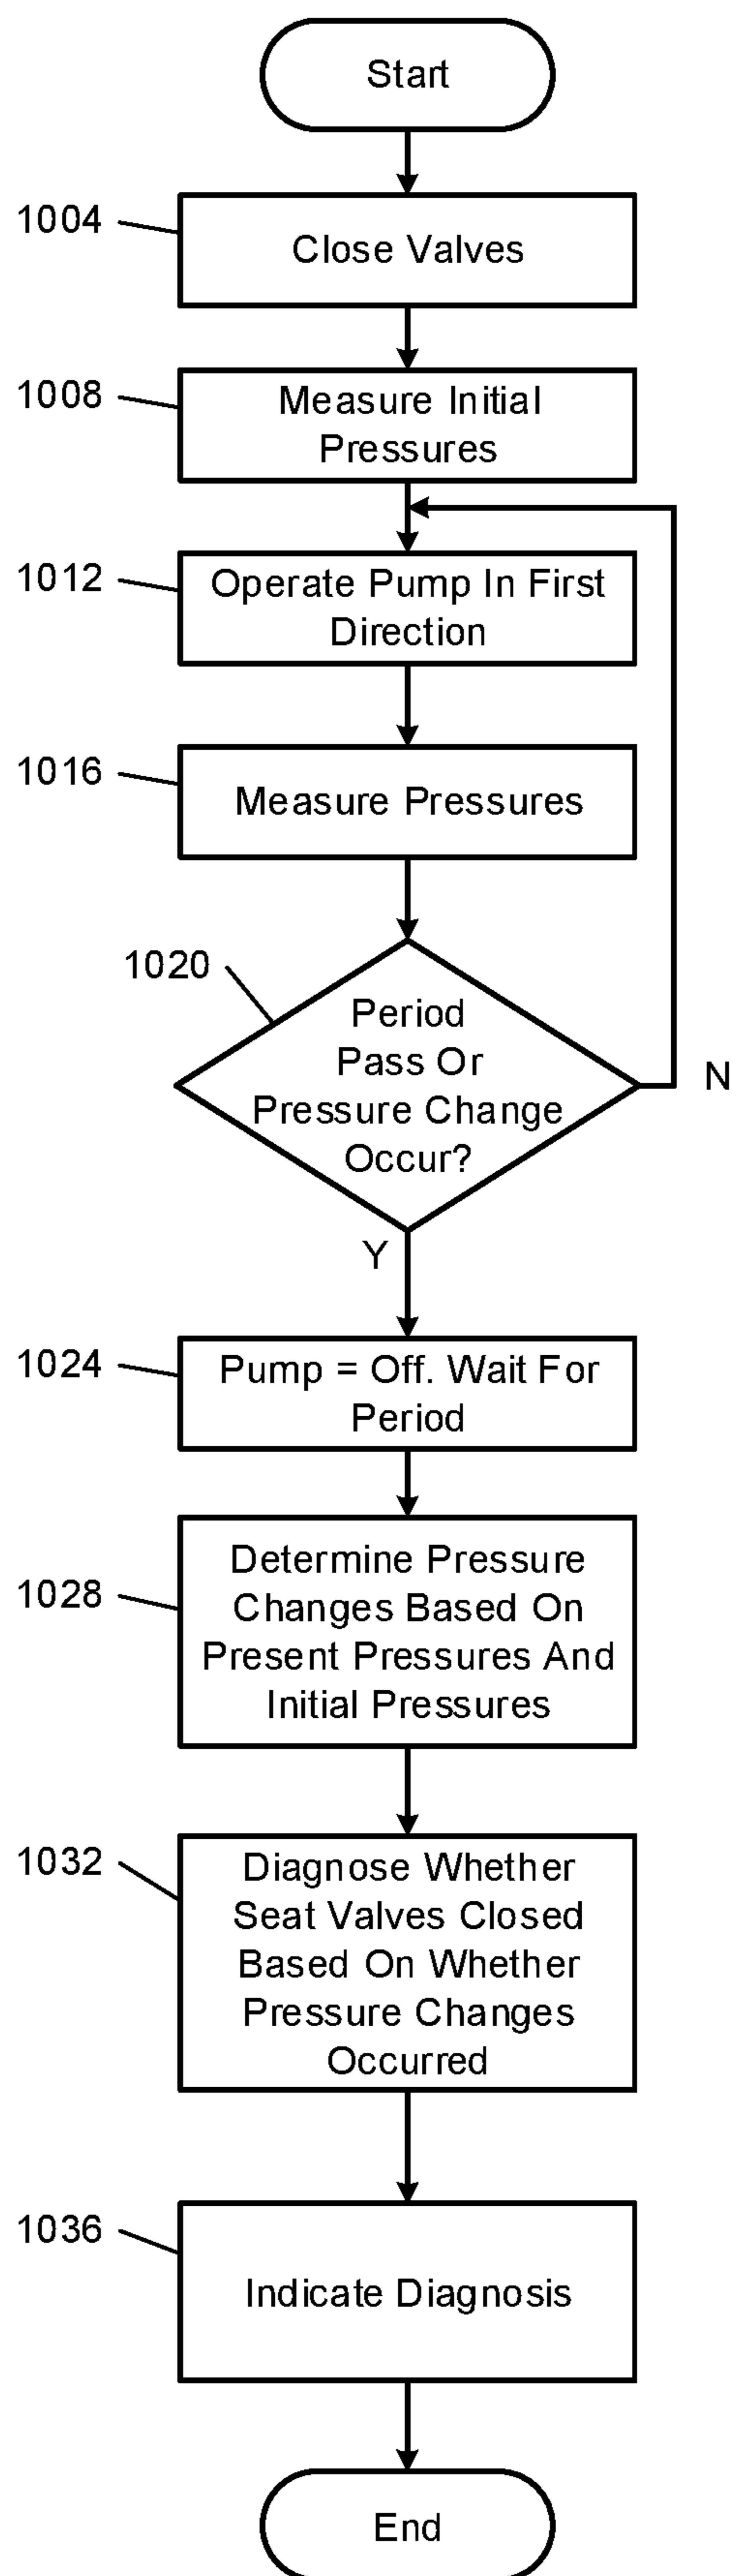 Start
1004
Close Valves
1008
Measure Initial
Pressures
1012
Operate Pump In First
Direction
1016
Measure Pressures
1020
Period
Pass Or
Pressure Change
Occur?
N
Y
1024
Pump = Off. Wait For
Period
1028
Determine Pressure
Changes Based On
Present Pressures And
Initial Pressures
1032
Diagnose Whether
Seat Valves Closed
Based On Whether
Pressure Changes
Occurred
1036
Indicate Diagnosis
End